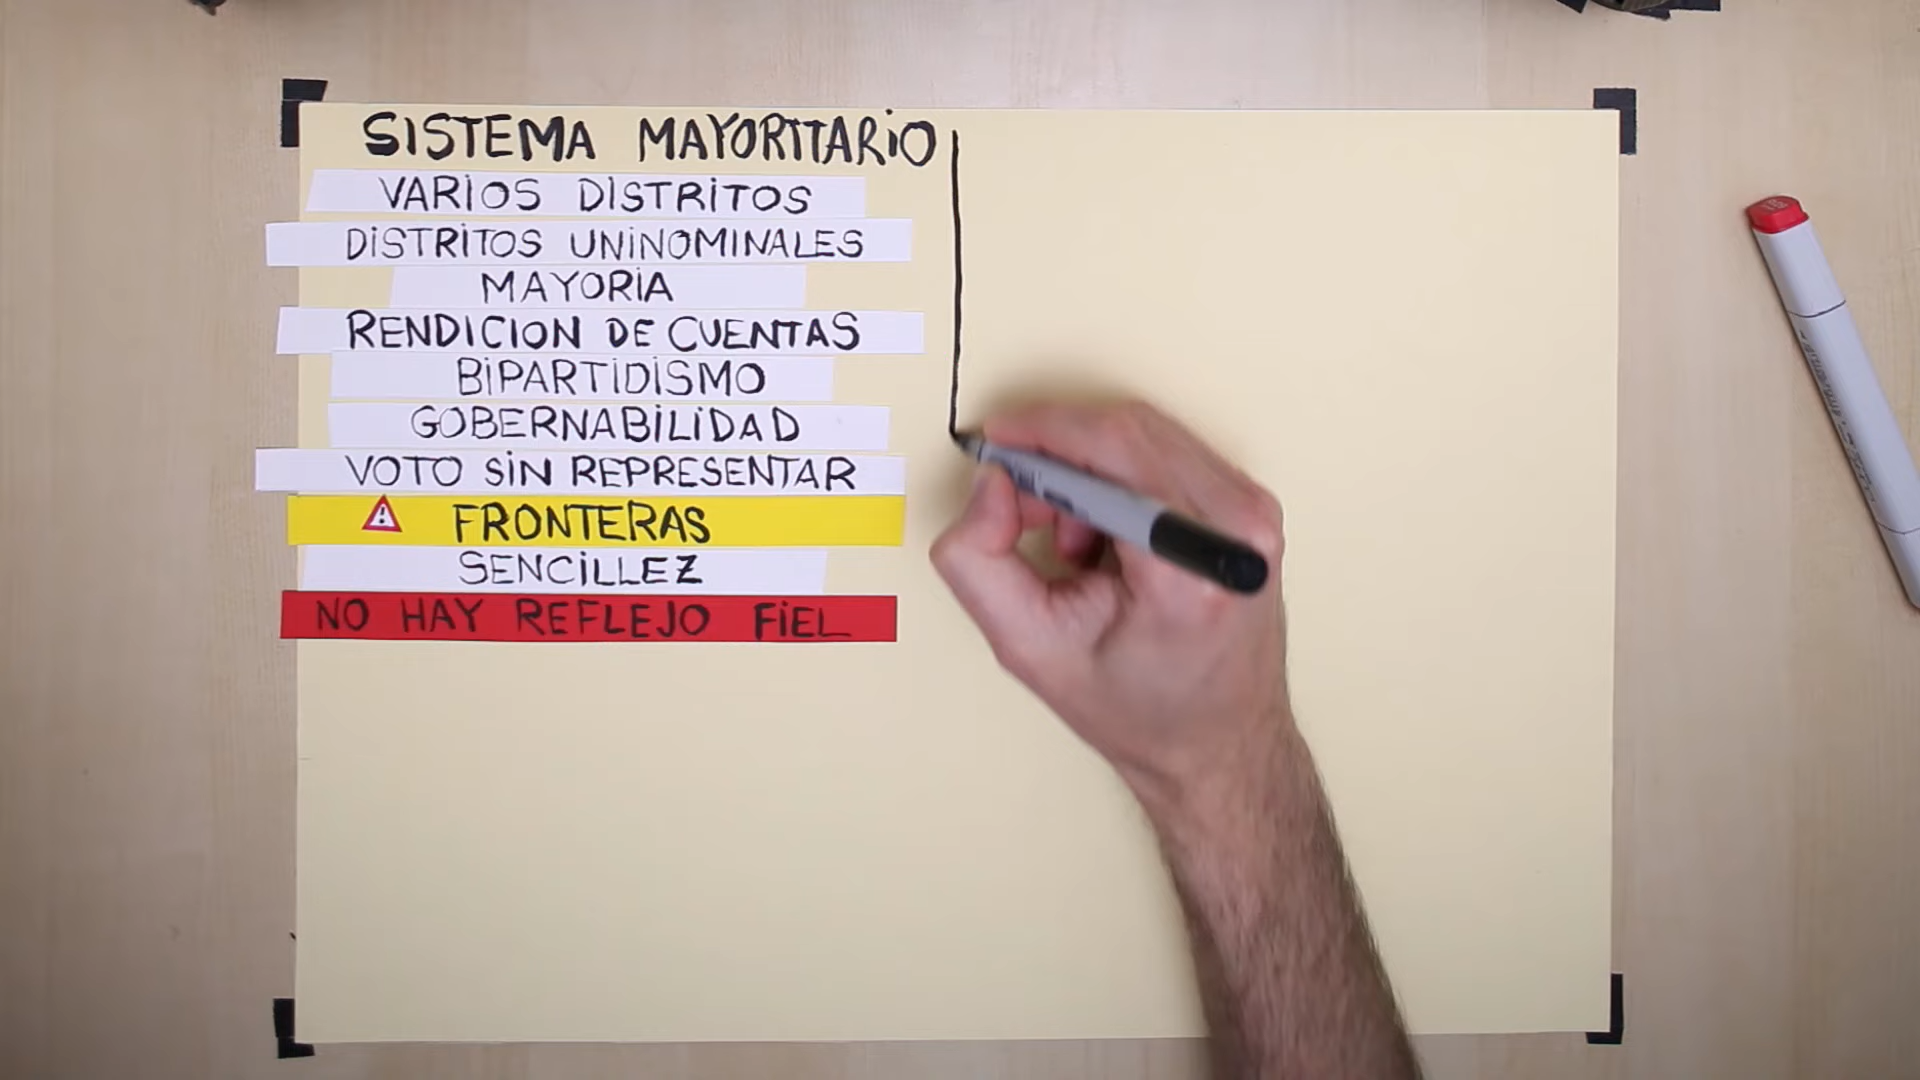 SISTEMA MAYORITARiO
VARiOS DISTRiTOS
DiSTRiTOS UNiNOMINALES
MAYORiA
RENDICION DE CUENTAS
BiPARTiDiSMO
GOBERNABiLiDAD
VOTO SiN REPRESENTAR
FRONTERAS
SENCiLLEZ
NO HAY REFLEJO FiEL